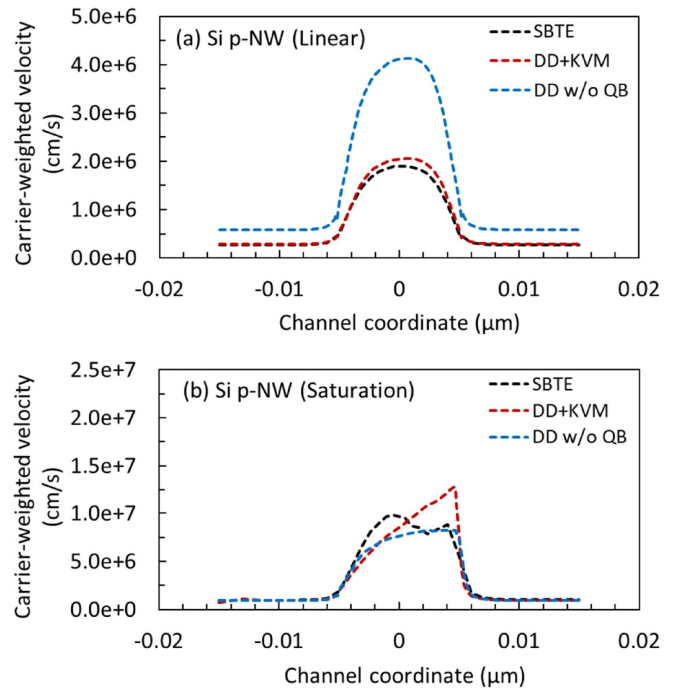 (a) Si p-NW (Linear)
SBTE
DD+KVM
DD w/o QB
Carrier-weighted velocity
(cm/s)
5.0e+6
4.0e+6
3.0e+6
2.0e+6
1.0e+6
0.0e+0
-0.02 -0.01 0 0.01 0.02
Channel coordinate (µm)
(b) Si p-NW (Saturation)
SBTE
DD+KVM
DD w/o QB
Carrier-weighted velocity
(cm/s)
2.5e+7
2.0e+7
1.5e+7
1.0e+7
5.0e+6
0.0e+0
-0.02 -0.01 0 0.01 0.02
Channel coordinate (µm)